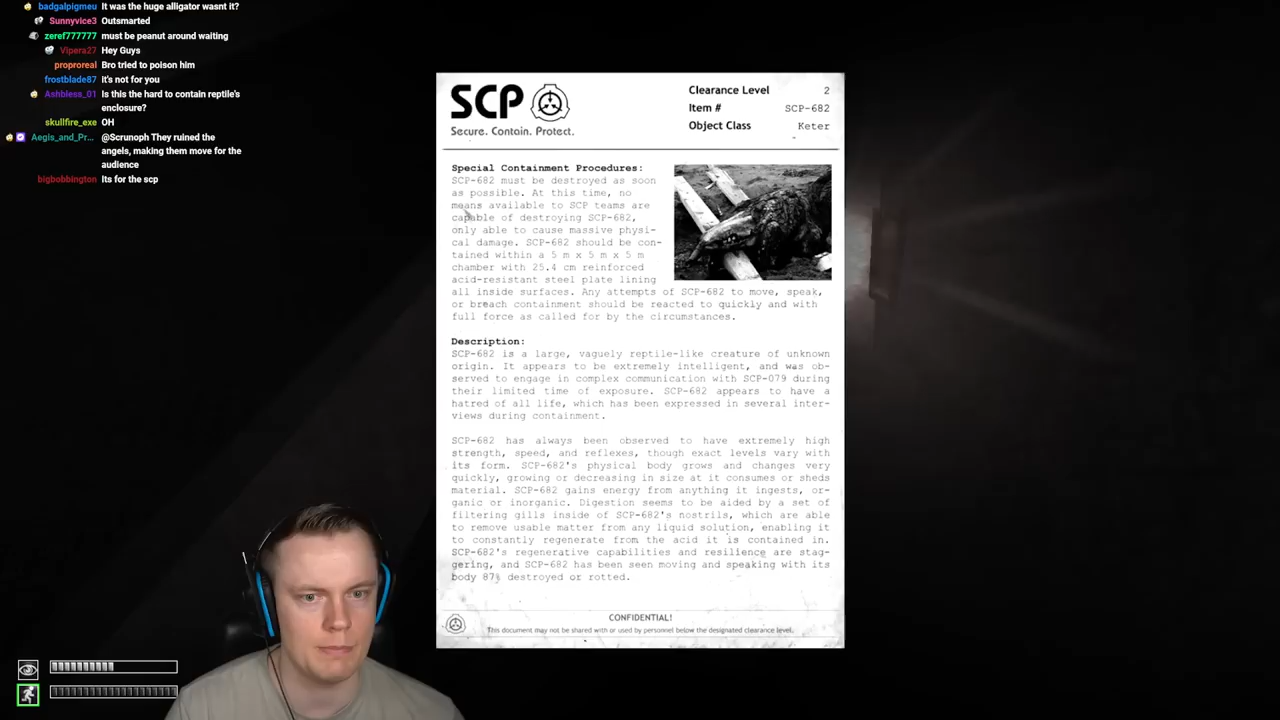 badgalpigmeu It was the huge alligator wasnt it?
Sunnyvice3 Outsmarted
zeref777777 must be peanut around waiting
Vipera27 Hey Guys
proproreal Bro tried to poison him
frostblade87 it's not for you
Ashbless_01 Is this the hard to contain reptile's
enclosure?
skullfire_exe OH
Aegis_and_Pr... @Scrunoph They ruined the
angels, making them move for the
audience
bigbobbington Its for the scp
SCP
Secure. Contain. Protect.
Clearance Level 2
Item # SCP-682
Object Class Keter
Special Containment Procedures:
SCP-682 must be destroyed as soon
as possible. At this time, no
means available to SCP teams are
capable of destroying SCP-682,
only able to cause massive physi-
cal damage. SCP-682 should be con-
tained within a 5 m x 5 m x 5 m
chamber with 25.4 cm reinforced
acid-resistant steel plate lining
all inside surfaces. Any attempts of SCP-682 to move, speak,
or breach containment should be reacted to quickly and with
full force as called for by the circumstances.
Description:
SCP-682 is a large, vaguely reptile-like creature of unknown
origin. It appears to be extremely intelligent, and was ob-
served to engage in complex communication with SCP-079 during
their limited time of exposure. SCP-682 appears to have a
hatred of all life, which has been expressed in several inter-
views during containment.
SCP-682 has always been observed to have extremely high
strength, speed, and reflexes, though exact levels vary with
its form. SCP-682's physical body grows and changes very
quickly, growing or decreasing in size at it consumes or sheds
material. SCP-682 gains energy from anything it ingests, or-
ganic or inorganic. Digestion seems to be aided by a set of
filtering gills inside of SCP-682's nostrils, which are able
to remove usable matter from any liquid solution, enabling it
to constantly regenerate from the acid it is contained in.
SCP-682's regenerative capabilities and resilience are stag-
gering, and SCP-682 has been seen moving and speaking with its
body 87% destroyed or rotted.
CONFIDENTIAL!
This document may not be shared with or used by personnel below the designated clearance level.